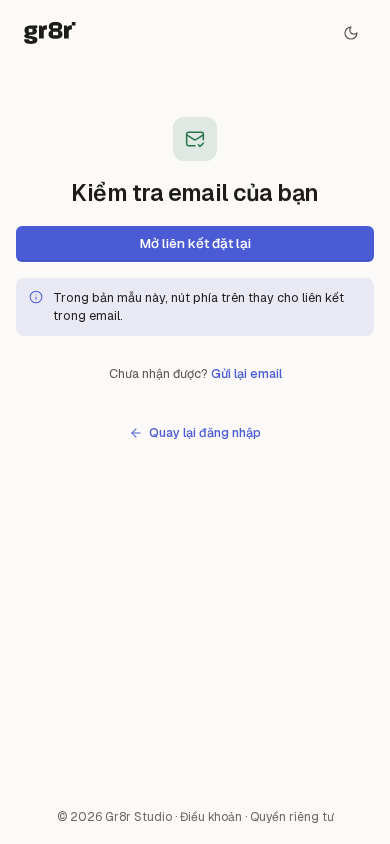 gr8r
Kiểm tra email của bạn
Mở liên kết đặt lại
Trong bản mẫu này, nút phía trên thay cho liên kết
trong email.
Chưa nhận được? Gửi lại email
Quay lại đăng nhập
© 2026 Gr8r Studio · Điều khoản · Quyền riêng tư